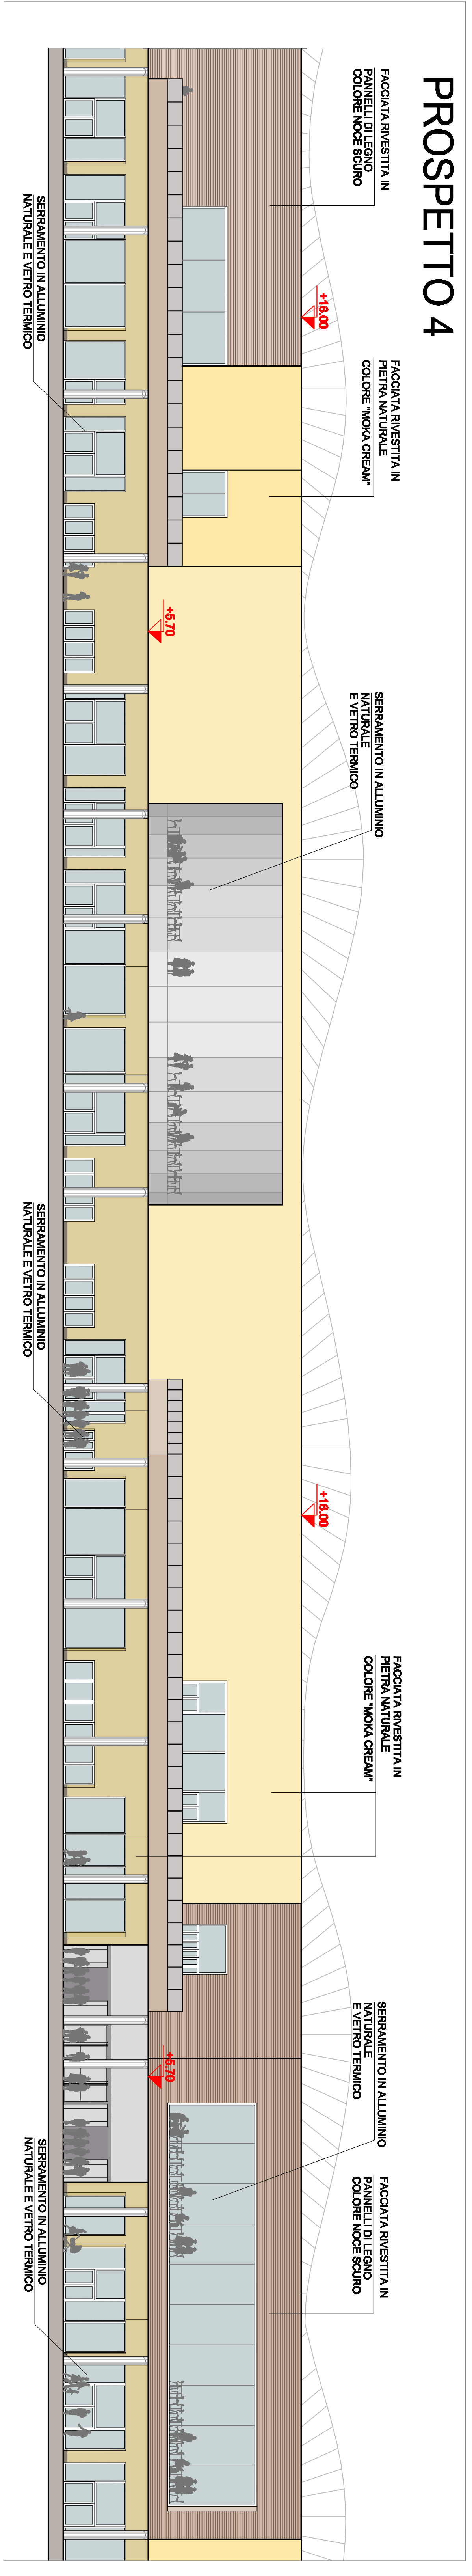 PROSPETTO 4
FACCIATA RIVESTITA IN
PANNELLI DI LEGNO
COLORE NOCE SCURO
+16.00
FACCIATA RIVESTITA IN
PIETRA NATURALE
COLORE "MOKA CREAM"
SERRAMENTO IN ALLUMINIO
NATURALE
E VETRO TERMICO
+16.00
FACCIATA RIVESTITA IN
PIETRA NATURALE
COLORE "MOKA CREAM"
SERRAMENTO IN ALLUMINIO
NATURALE
E VETRO TERMICO
FACCIATA RIVESTITA IN
PANNELLI DI LEGNO
COLORE NOCE SCURO
+5.70
+5.70
SERRAMENTO IN ALLUMINIO
NATURALE E VETRO TERMICO
SERRAMENTO IN ALLUMINIO
NATURALE E VETRO TERMICO
SERRAMENTO IN ALLUMINIO
NATURALE E VETRO TERMICO